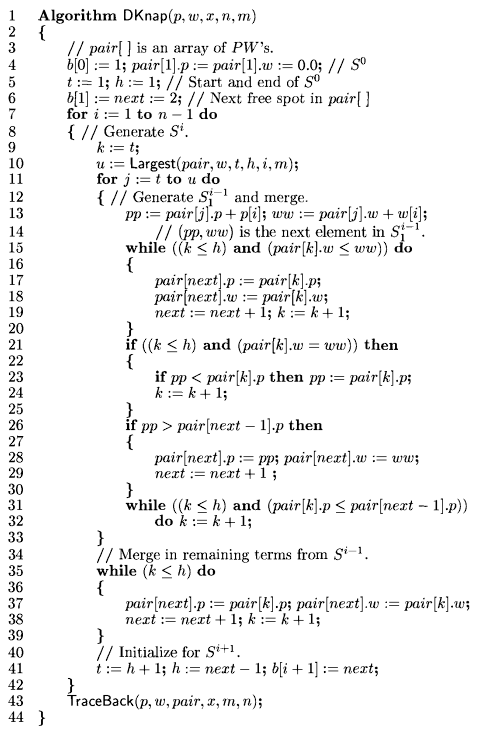 1 Algorithm DKnap(p, w, x, n, m)
2 {
3 // pair[ ] is an array of PW's.
4 b[0] := 1; pair[1].p := pair[1].w := 0.0; // S^0
5 t := 1; h := 1; // Start and end of S^0
6 b[1] := next := 2; // Next free spot in pair[ ]
7 for i := 1 to n − 1 do
8 { // Generate S^i.
9 k := t;
10 u := Largest(pair, w, t, h, i, m);
11 for j := t to u do
12 { // Generate S_1^{i−1} and merge.
13 pp := pair[j].p + p[i]; ww := pair[j].w + w[i];
14 // (pp, ww) is the next element in S_1^{i−1}.
15 while ((k ≤ h) and (pair[k].w ≤ ww)) do
16 {
17 pair[next].p := pair[k].p;
18 pair[next].w := pair[k].w;
19 next := next + 1; k := k + 1;
20 }
21 if ((k ≤ h) and (pair[k].w = ww)) then
22 {
23 if pp < pair[k].p then pp := pair[k].p;
24 k := k + 1;
25 }
26 if pp > pair[next − 1].p then
27 {
28 pair[next].p := pp; pair[next].w := ww;
29 next := next + 1 ;
30 }
31 while ((k ≤ h) and (pair[k].p ≤ pair[next − 1].p))
32 do k := k + 1;
33 }
34 // Merge in remaining terms from S^{i−1}.
35 while (k ≤ h) do
36 {
37 pair[next].p := pair[k].p; pair[next].w := pair[k].w;
38 next := next + 1; k := k + 1;
39 }
40 // Initialize for S^{i+1}.
41 t := h + 1; h := next − 1; b[i + 1] := next;
42 }
43 TraceBack(p, w, pair, x, m, n);
44 }